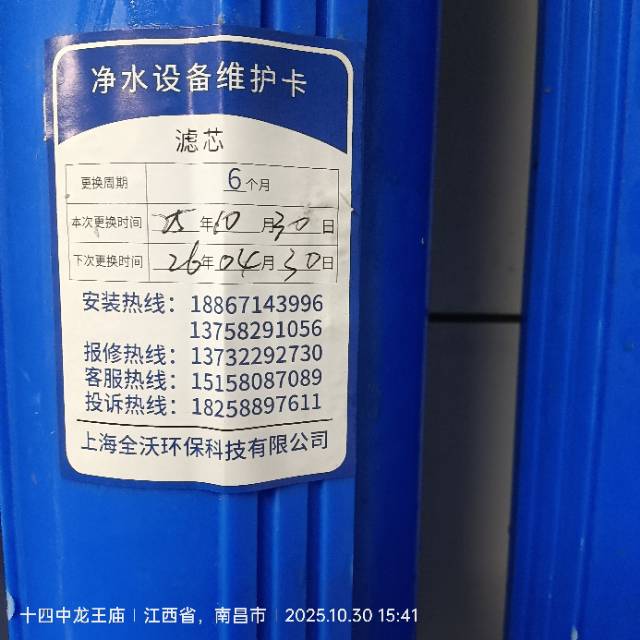 净水设备维护卡
滤芯
更换周期 6个月
本次更换时间 25年10月30日
下次更换时间 26年04月30日
安装热线：18867143996
13758291056
报修热线：13732292730
客服热线：15158087089
投诉热线：18258897611
上海全沃环保科技有限公司
十四中龙王庙 | 江西省，南昌市 | 2025.10.30 15:41